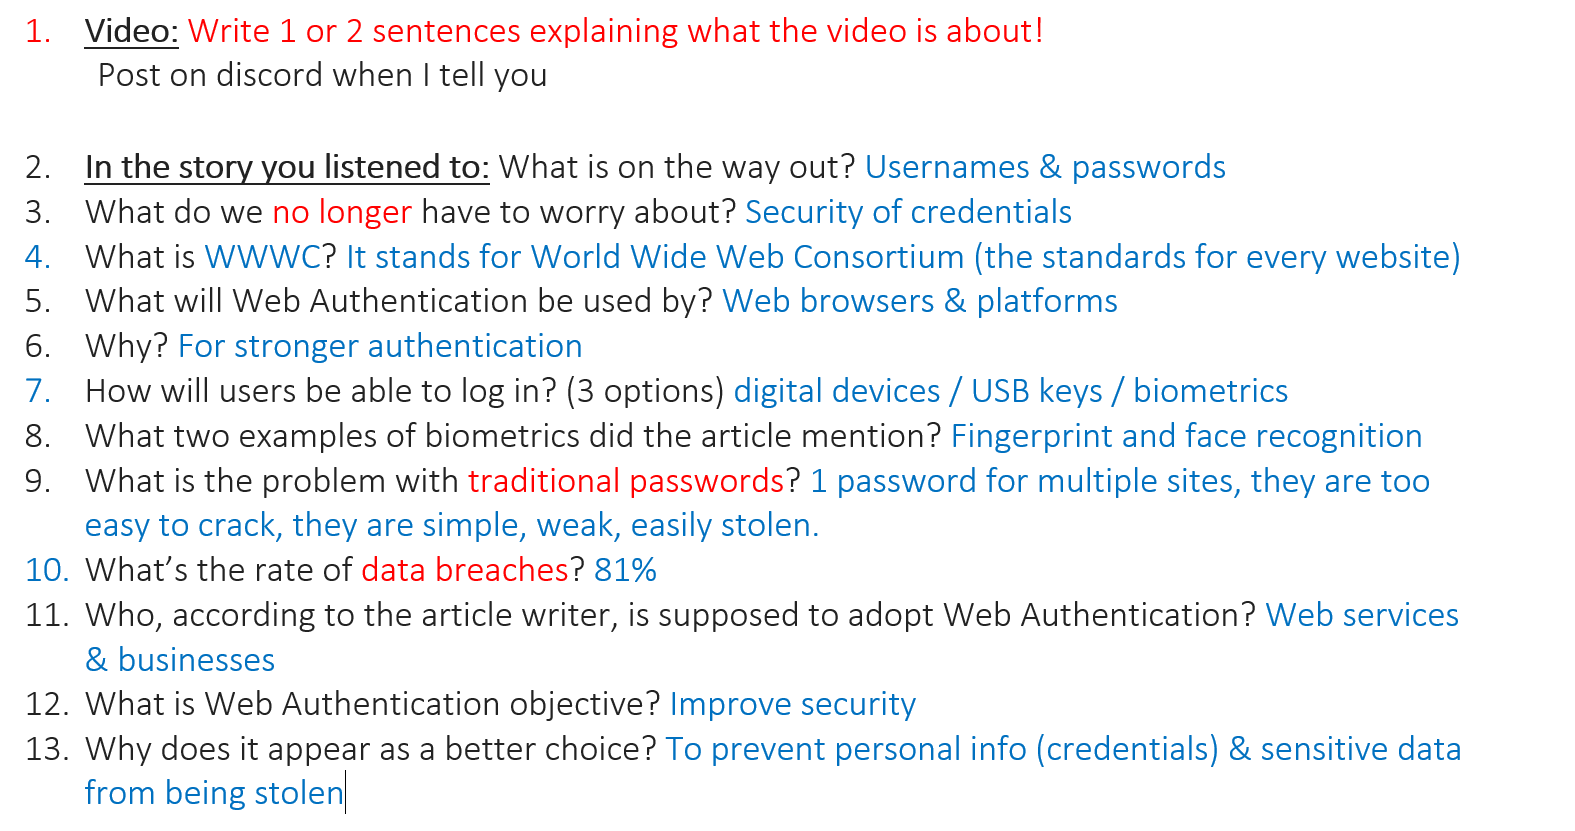 1. Video: Write 1 or 2 sentences explaining what the video is about!
Post on discord when I tell you
2. In the story you listened to: What is on the way out? Usernames & passwords
3. What do we no longer have to worry about? Security of credentials
4. What is WWWC? It stands for World Wide Web Consortium (the standards for every website)
5. What will Web Authentication be used by? Web browsers & platforms
6. Why? For stronger authentication
7. How will users be able to log in? (3 options) digital devices / USB keys / biometrics
8. What two examples of biometrics did the article mention? Fingerprint and face recognition
9. What is the problem with traditional passwords? 1 password for multiple sites, they are too
easy to crack, they are simple, weak, easily stolen.
10. What’s the rate of data breaches? 81%
11. Who, according to the article writer, is supposed to adopt Web Authentication? Web services
& businesses
12. What is Web Authentication objective? Improve security
13. Why does it appear as a better choice? To prevent personal info (credentials) & sensitive data
from being stolen